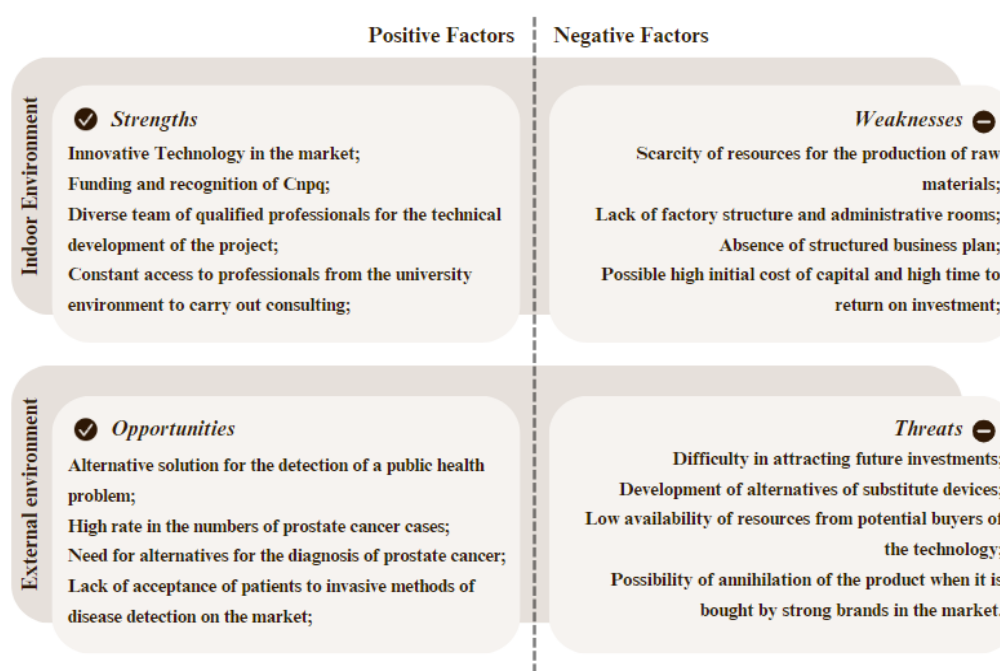 Positive Factors
Negative Factors
Indoor Environment
Strengths
Innovative Technology in the market;
Funding and recognition of Cnpq;
Diverse team of qualified professionals for the technical
development of the project;
Constant access to professionals from the university
environment to carry out consulting;
Weaknesses
Scarcity of resources for the production of raw
materials;
Lack of factory structure and administrative rooms;
Absence of structured business plan;
Possible high initial cost of capital and high time to
return on investment;
External environment
Opportunities
Alternative solution for the detection of a public health
problem;
High rate in the numbers of prostate cancer cases;
Need for alternatives for the diagnosis of prostate cancer;
Lack of acceptance of patients to invasive methods of
disease detection on the market;
Threats
Difficulty in attracting future investments;
Development of alternatives of substitute devices;
Low availability of resources from potential buyers of
the technology;
Possibility of annihilation of the product when it is
bought by strong brands in the market.